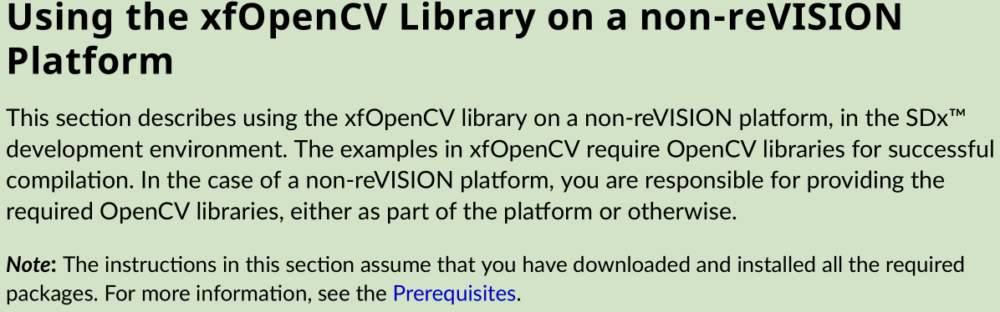 Using the xfOpenCV Library on a non-reVISION
Platform
This section describes using the xfOpenCV library on a non-reVISION platform, in the SDx™
development environment. The examples in xfOpenCV require OpenCV libraries for successful
compilation. In the case of a non-reVISION platform, you are responsible for providing the
required OpenCV libraries, either as part of the platform or otherwise.
Note: The instructions in this section assume that you have downloaded and installed all the required
packages. For more information, see the Prerequisites.